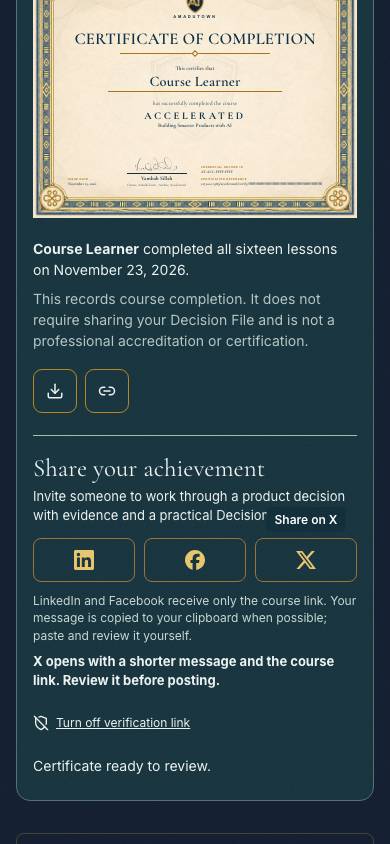 AMADUTOWN
CERTIFICATE OF COMPLETION
This certifies that
Course Learner
has successfully completed the course
ACCELERATED
Building Smarter Products with AI
Vambah Sillah
Course Learner completed all sixteen lessons
on November 23, 2026.
This records course completion. It does not
require sharing your Decision File and is not a
professional accreditation or certification.
Share your achievement
Invite someone to work through a product decision
with evidence and a practical Decision
Share on X
LinkedIn and Facebook receive only the course link. Your
message is copied to your clipboard when possible;
paste and review it yourself.
X opens with a shorter message and the course
link. Review it before posting.
Turn off verification link
Certificate ready to review.